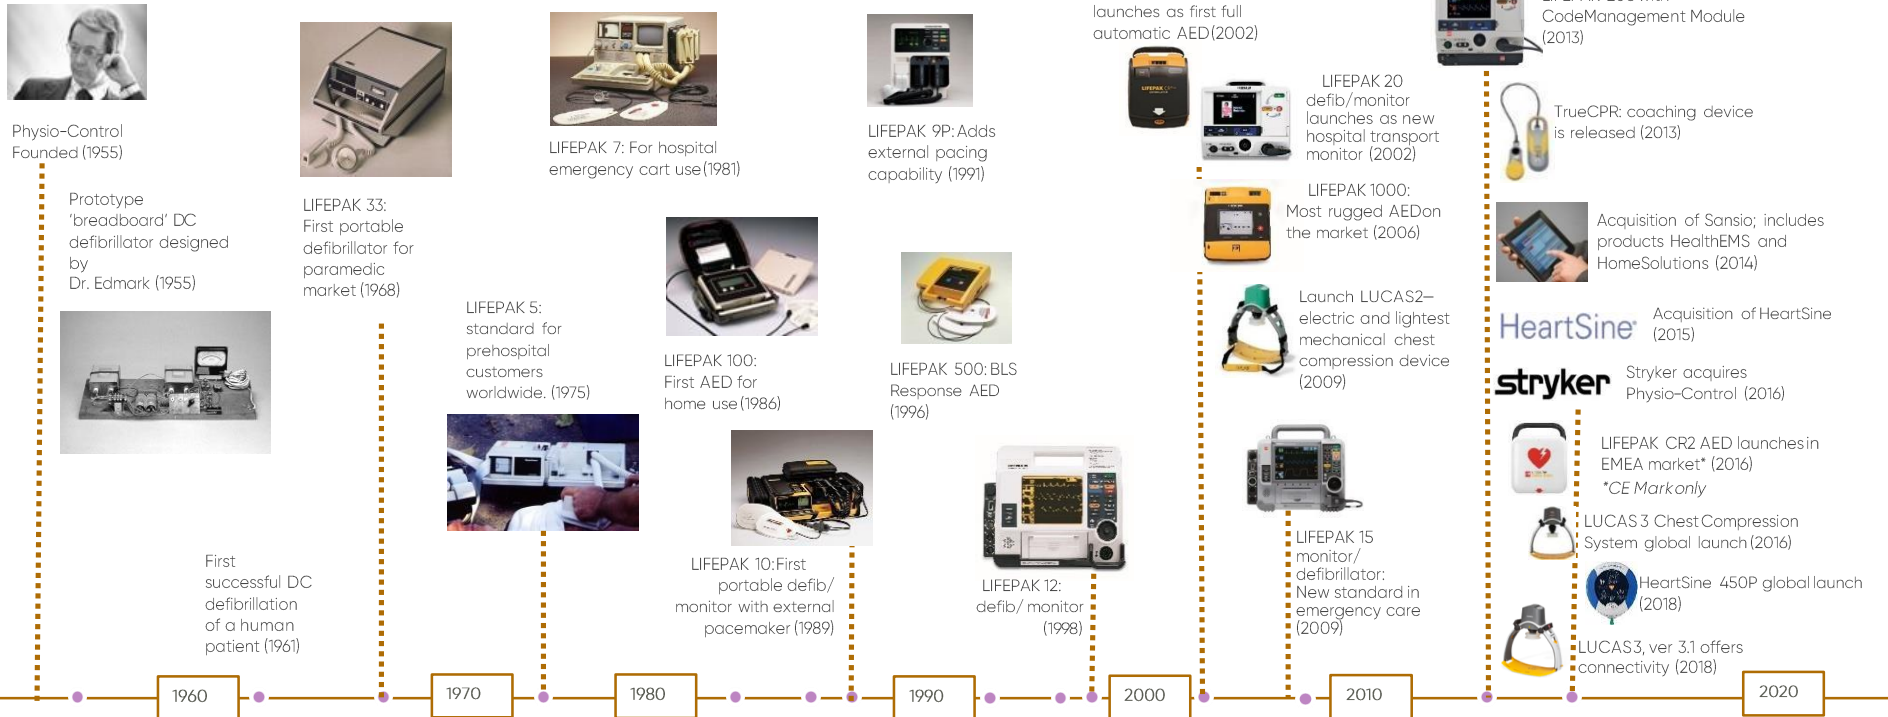 Physio-Control
Founded (1955)
Prototype
'breadboard' DC
defibrillator designed
by
Dr. Edmark (1955)
First
successful DC
defibrillation
of a human
patient (1961)
LIFEPAK 33:
First portable
defibrillator for
paramedic
market (1968)
LIFEPAK 5:
standard for
prehospital
customers
worldwide. (1975)
LIFEPAK 7: For hospital
emergency cart use (1981)
LIFEPAK 100:
First AED for
home use (1986)
LIFEPAK 10: First
portable defib/
monitor with external
pacemaker (1989)
LIFEPAK 9P: Adds
external pacing
capability (1991)
LIFEPAK 500: BLS
Response AED
(1996)
LIFEPAK 12:
defib/ monitor
(1998)
launches as first full
automatic AED (2002)
LIFEPAK 20
defib/monitor
launches as new
hospital transport
monitor (2002)
LIFEPAK 1000:
Most rugged AEDon
the market (2006)
Launch LUCAS2–
electric and lightest
mechanical chest
compression device
(2009)
LIFEPAK 15
monitor/
defibrillator:
New standard in
emergency care
(2009)
CodeManagement Module
(2013)
TrueCPR: coaching device
is released (2013)
Acquisition of Sansio; includes
products HealthEMS and
HomeSolutions (2014)
HeartSine
Acquisition of HeartSine
(2015)
stryker
Stryker acquires
Physio-Control (2016)
LIFEPAK CR2 AED launches in
EMEA market* (2016)
*CE Mark only
LUCAS 3 Chest Compression
System global launch (2016)
HeartSine 450P global launch
(2018)
LUCAS3, ver 3.1 offers
connectivity (2018)
1960
1970
1980
1990
2000
2010
2020